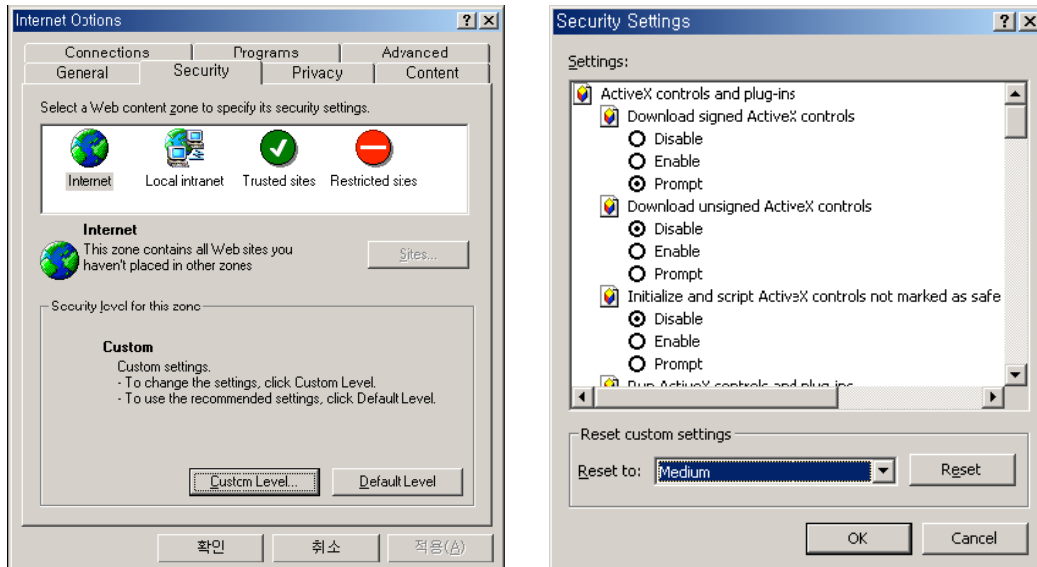 Internet Options
Connections Programs Advanced
General Security Privacy Content
Select a Web content zone to specify its security settings.
Internet Local intranet Trusted sites Restricted sites
Internet
This zone contains all Web sites you
haven't placed in other zones
Sites...
Security level for this zone
Custom
Custom settings.
- To change the settings, click Custom Level.
- To use the recommended settings, click Default Level.
Custom Level... Default Level
확인 취소 적용(A)
Security Settings
Settings:
ActiveX controls and plug-ins
Download signed ActiveX controls
Disable
Enable
Prompt
Download unsigned ActiveX controls
Disable
Enable
Prompt
Initialize and script ActiveX controls not marked as safe
Disable
Enable
Prompt
Run ActiveX controls and plug-ins
Reset custom settings
Reset to: Medium Reset
OK Cancel